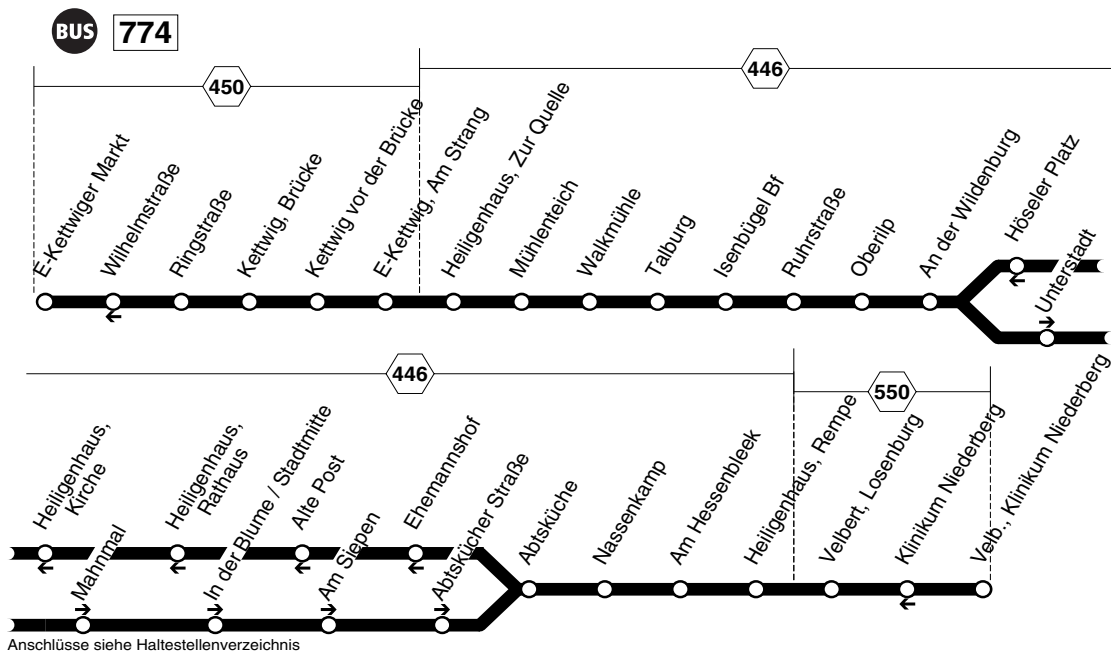 BUS 774
450
446
E-Kettwiger Markt
Wilhelmstraße
Ringstraße
Kettwig, Brücke
Kettwig vor der Brücke
E-Kettwig, Am Strang
Heiligenhaus, Zur Quelle
Mühlenteich
Walkmühle
Talburg
Isenbügel Bf
Ruhrstraße
Oberilp
An der Wildenburg
Höseler Platz
Unterstadt
446
550
Heiligenhaus,
Kirche
Mahnmal
Heiligenhaus,
Rathaus
In der Blume / Stadtmitte
Alte Post
Am Siepen
Ehemannshof
Abtskücher Straße
Abtsküche
Nassenkamp
Am Hessenbleek
Heiligenhaus, Rempe
Velbert, Losenburg
Klinikum Niederberg
Velb., Klinikum Niederberg
Anschlüsse siehe Haltestellenverzeichnis